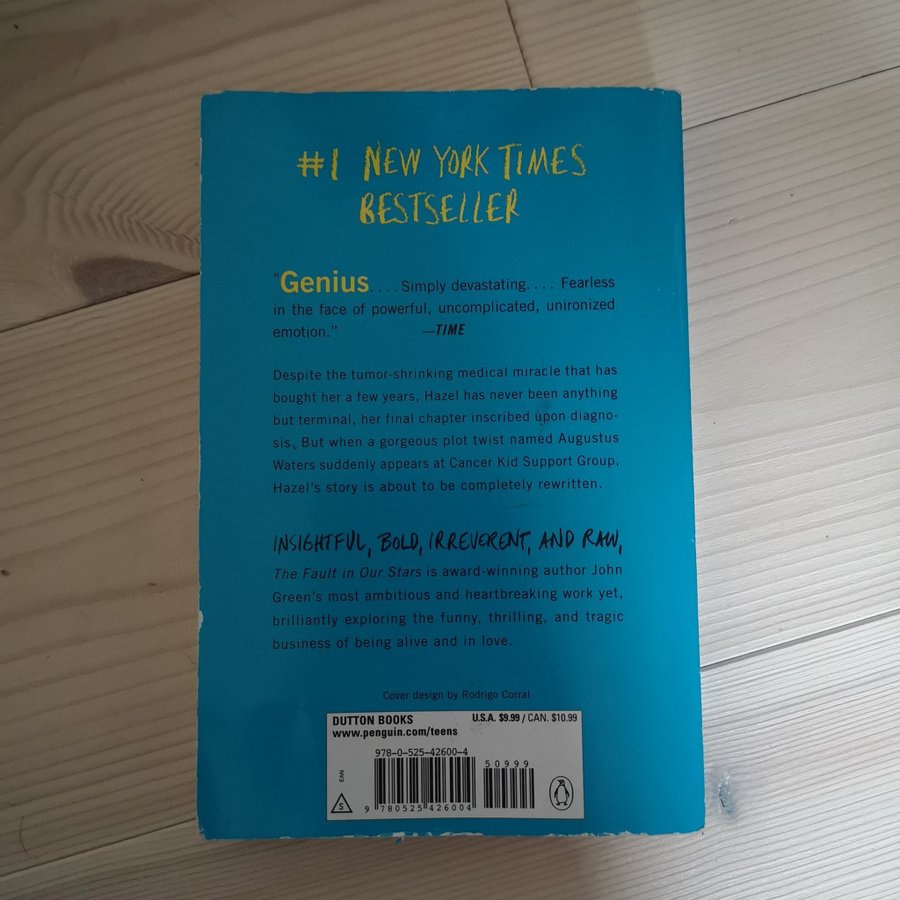 #1 NEW YORK TIMES
BESTSELLER
"Genius.... Simply devastating.... Fearless
in the face of powerful, uncomplicated, unironized
emotion."
—TIME
Despite the tumor-shrinking medical miracle that has
bought her a few years, Hazel has never been anything
but terminal, her final chapter inscribed upon diagno-
sis. But when a gorgeous plot twist named Augustus
Waters suddenly appears at Cancer Kid Support Group,
Hazel's story is about to be completely rewritten.
INSIGHTFUL, BOLD, IRREVERENT, AND RAW,
The Fault in Our Stars is award-winning author John
Green's most ambitious and heartbreaking work yet,
brilliantly exploring the funny, thrilling, and tragic
business of being alive and in love.
Cover design by Rodrigo Corral
DUTTON BOOKS
www.penguin.com/teens
U.S.A. $9.99 / CAN. $10.99
978-0-525-42600-4
50999
EAN
S
9 780525 426004